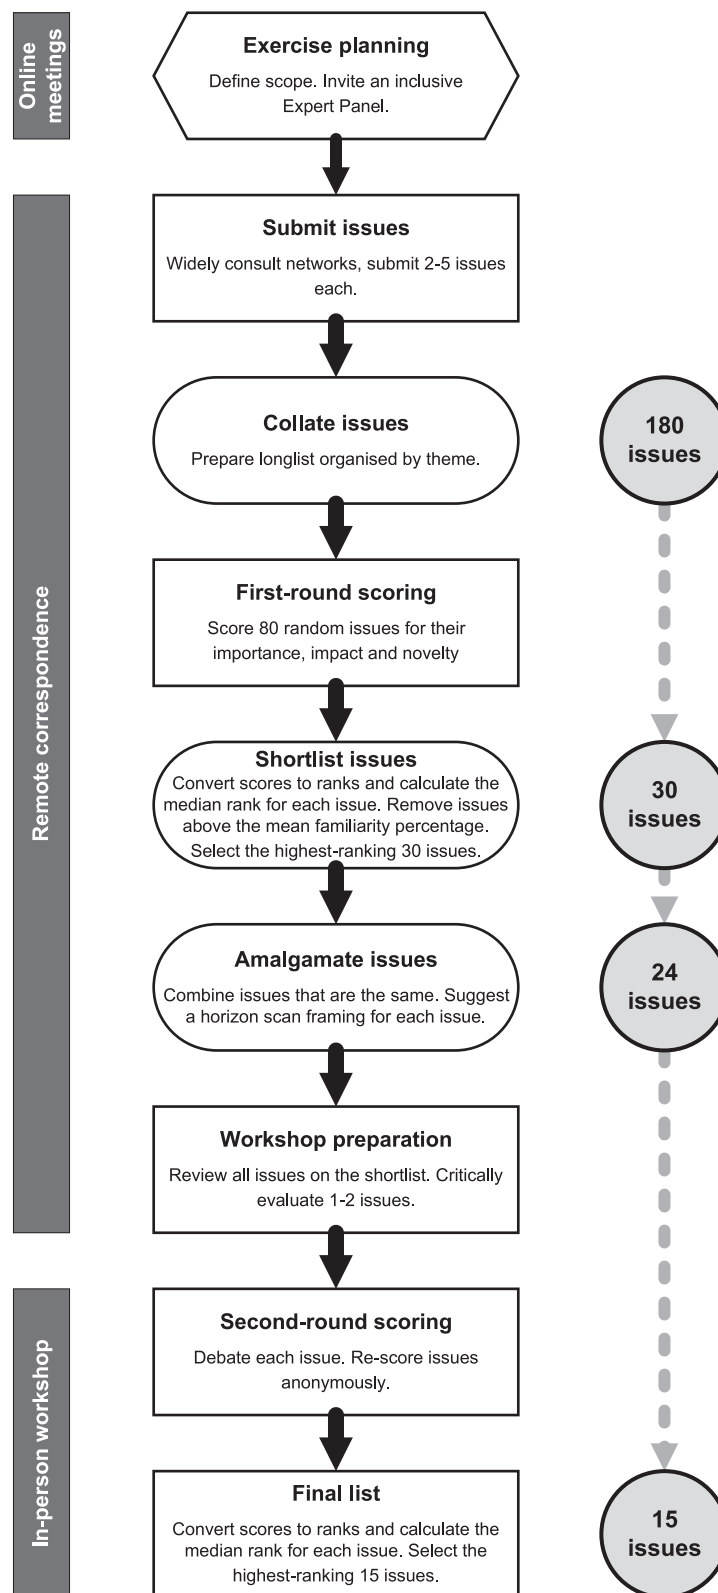 Online
meetings
Exercise planning
Define scope. Invite an inclusive
Expert Panel.
Remote correspondence
Submit issues
Widely consult networks, submit 2-5 issues
each.
Collate issues
Prepare longlist organised by theme.
180
issues
First-round scoring
Score 80 random issues for their
importance, impact and novelty
Shortlist issues
Convert scores to ranks and calculate the
median rank for each issue. Remove issues
above the mean familiarity percentage.
Select the highest-ranking 30 issues.
30
issues
Amalgamate issues
Combine issues that are the same. Suggest
a horizon scan framing for each issue.
24
issues
Workshop preparation
Review all issues on the shortlist. Critically
evaluate 1-2 issues.
In-person workshop
Second-round scoring
Debate each issue. Re-score issues
anonymously.
Final list
Convert scores to ranks and calculate the
median rank for each issue. Select the
highest-ranking 15 issues.
15
issues